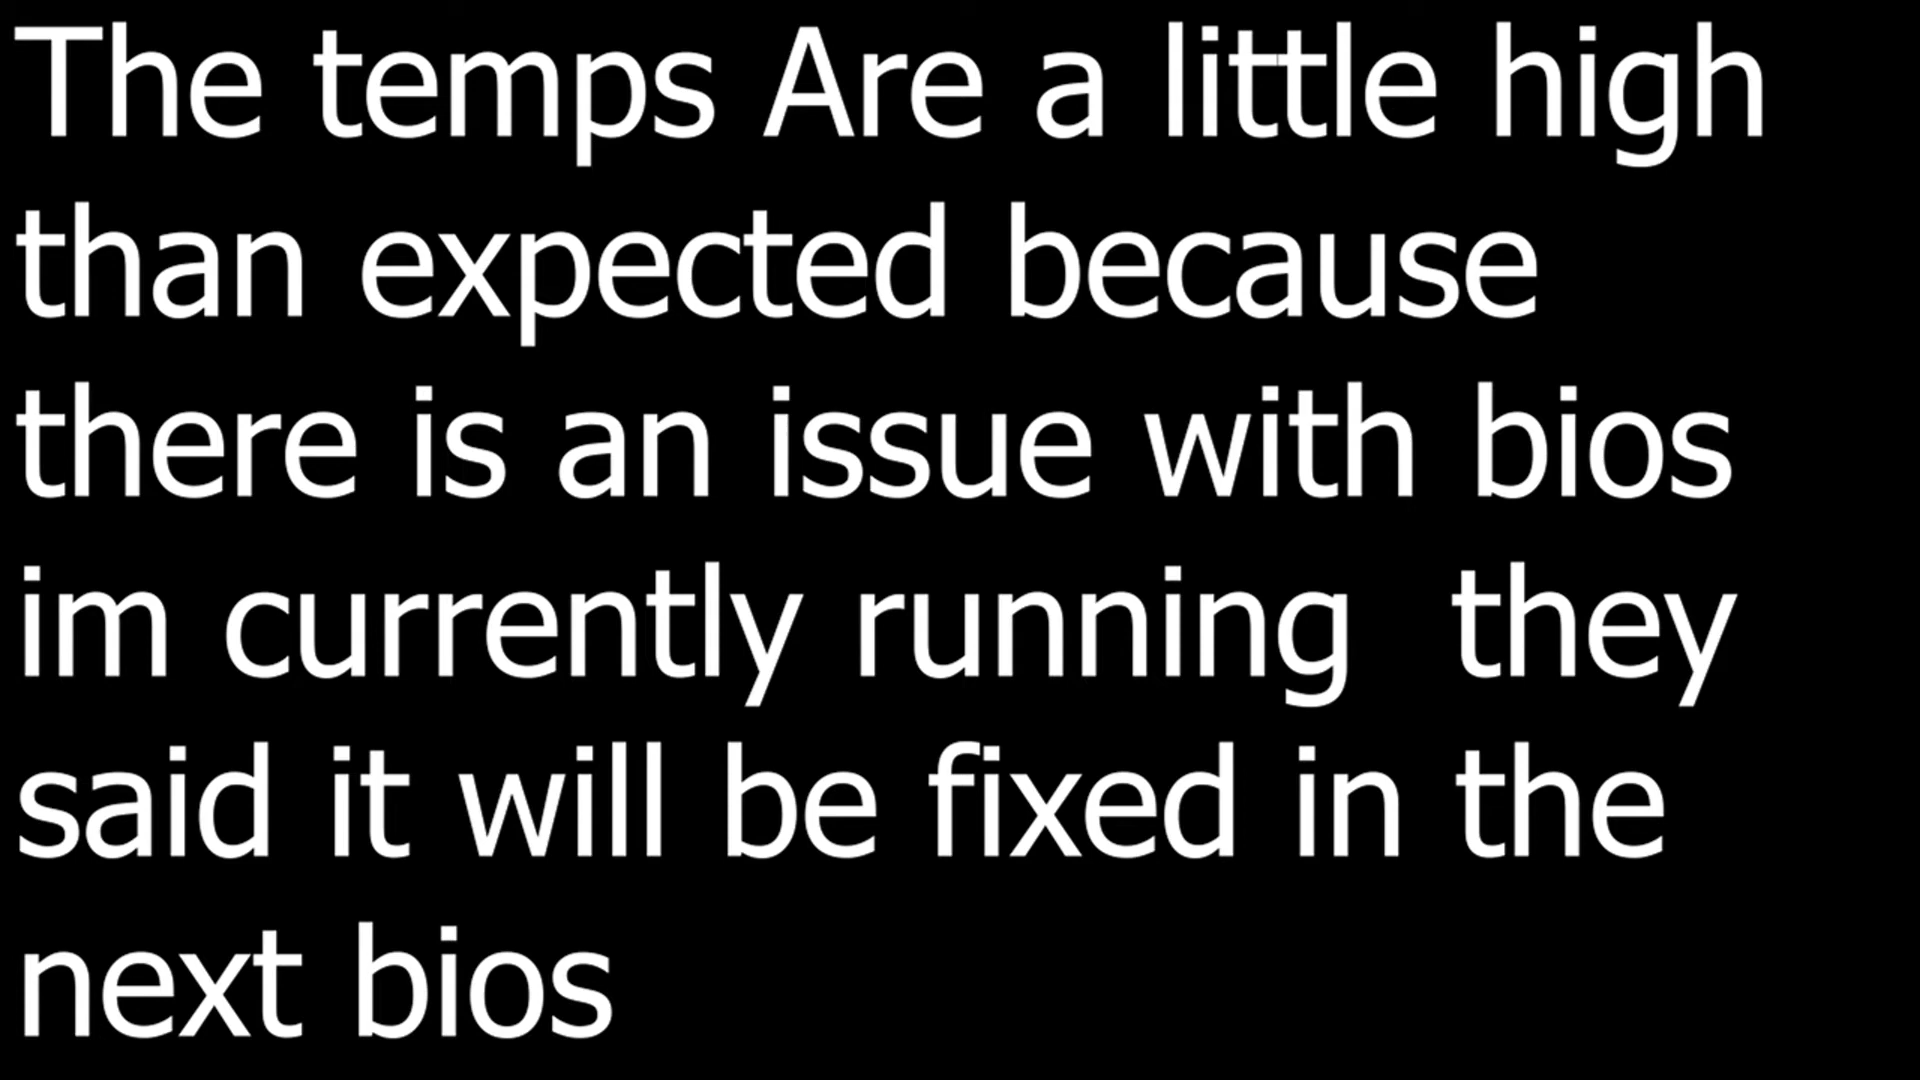 The temps Are a little high
than expected because
there is an issue with bios
im currently running  they
said it will be fixed in the
next bios